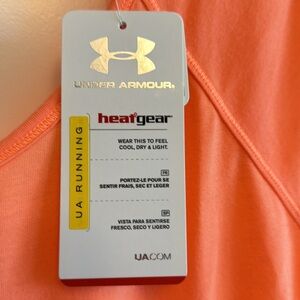 UNDER ARMOUR®
heatgear®
WEAR THIS TO FEEL
COOL, DRY & LIGHT.
UA RUNNING
FR
PORTEZ-LE POUR SE
SENTIR FRAIS, SEC ET LEGER
SP
VISTA PARA SENTIRSE
FRESCO, SECO Y LIGERO
UA.COM